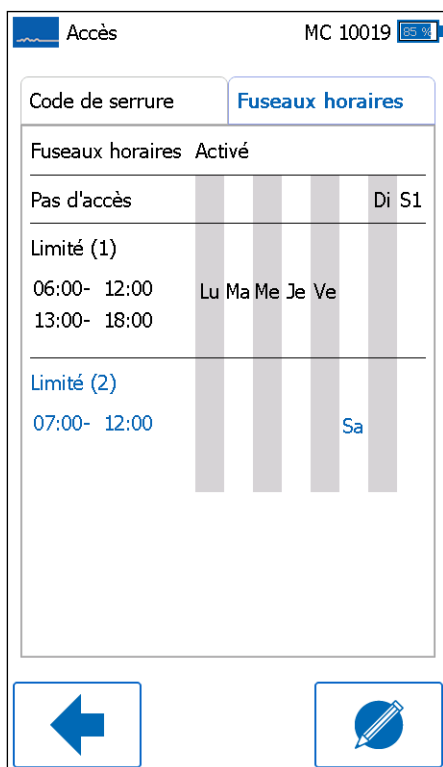 Accès MC 10019 85 %
Code de serrure Fuseaux horaires
Fuseaux horaires Activé
Pas d'accès Di S1
Limité (1)
06:00- 12:00 Lu Ma Me Je Ve
13:00- 18:00
Limité (2)
07:00- 12:00 Sa